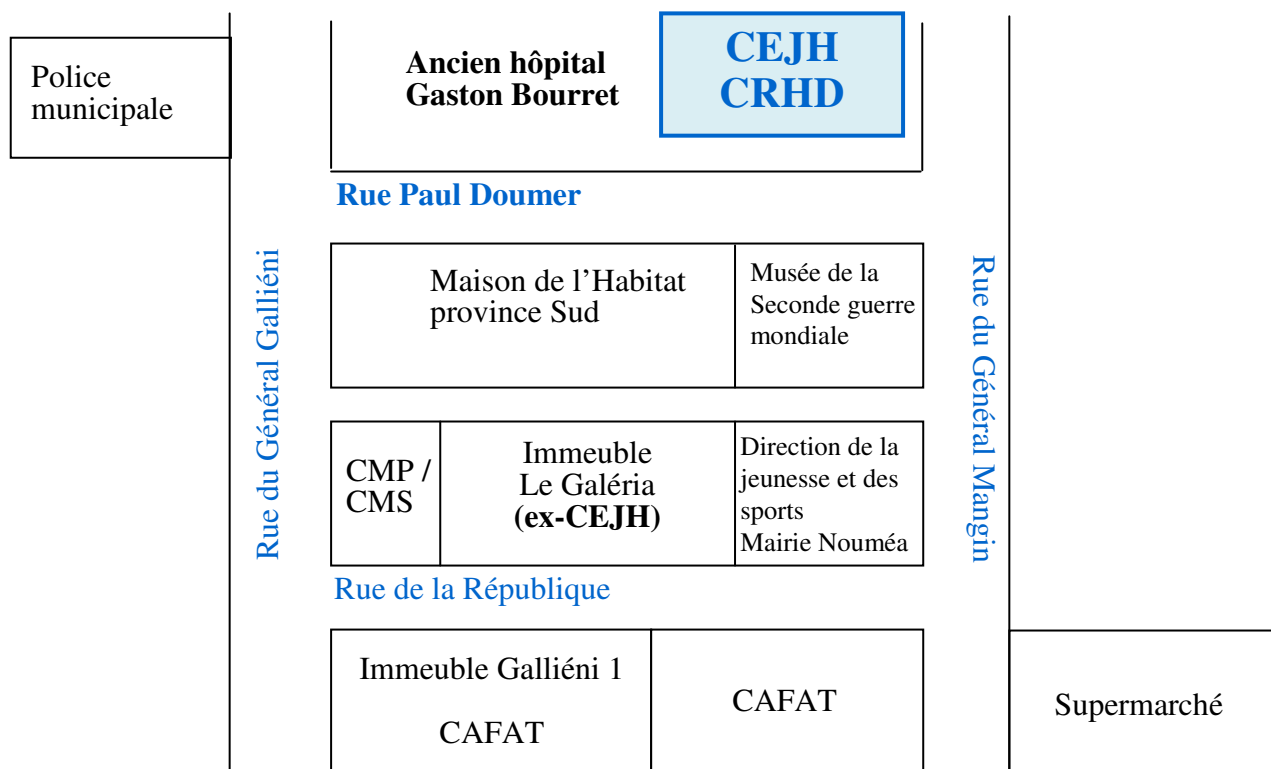 Police
municipale
Ancien hôpital
Gaston Bourret
CEJH
CRHD
Rue Paul Doumer
Rue du Général Galliéni
Maison de l’Habitat
province Sud
Musée de la
Seconde guerre
mondiale
Rue du Général Mangin
CMP /
CMS
Immeuble
Le Galéria
(ex-CEJH)
Direction de la
jeunesse et des
sports
Mairie Nouméa
Rue de la République
Immeuble Galliéni 1
CAFAT
CAFAT
Supermarché